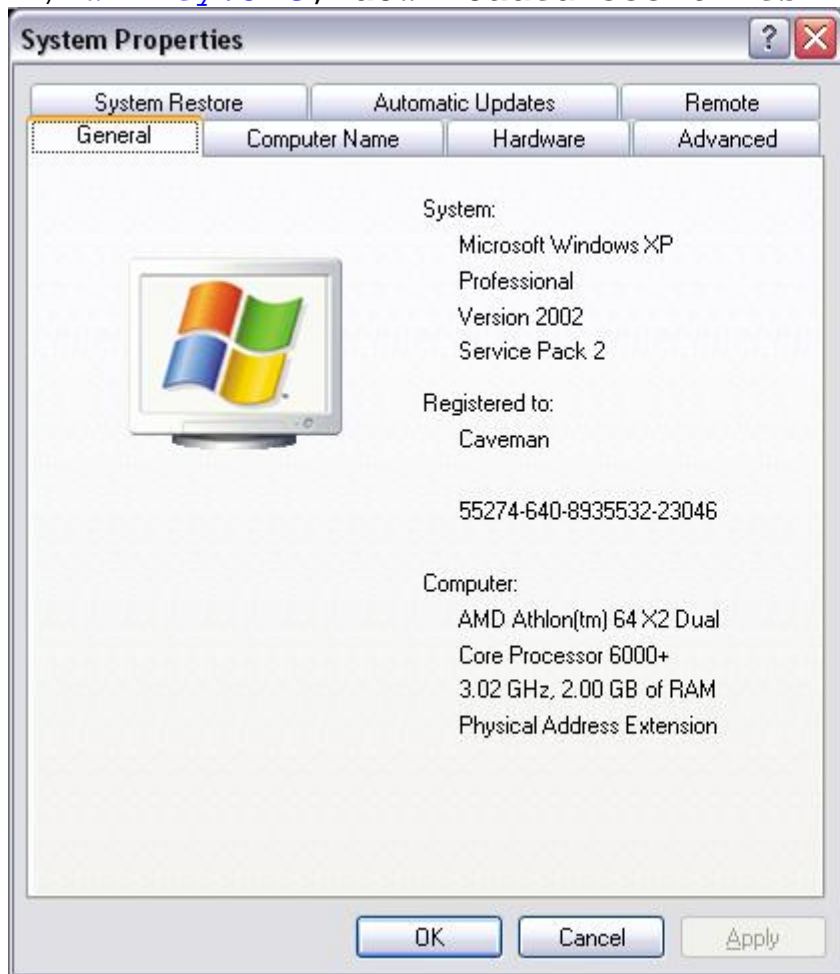 System Properties
System Restore Automatic Updates Remote
General Computer Name Hardware Advanced
System:
Microsoft Windows XP
Professional
Version 2002
Service Pack 2
Registered to:
Caveman
55274-640-8935532-23046
Computer:
AMD Athlon(tm) 64 X2 Dual
Core Processor 6000+
3.02 GHz, 2.00 GB of RAM
Physical Address Extension
OK Cancel Apply